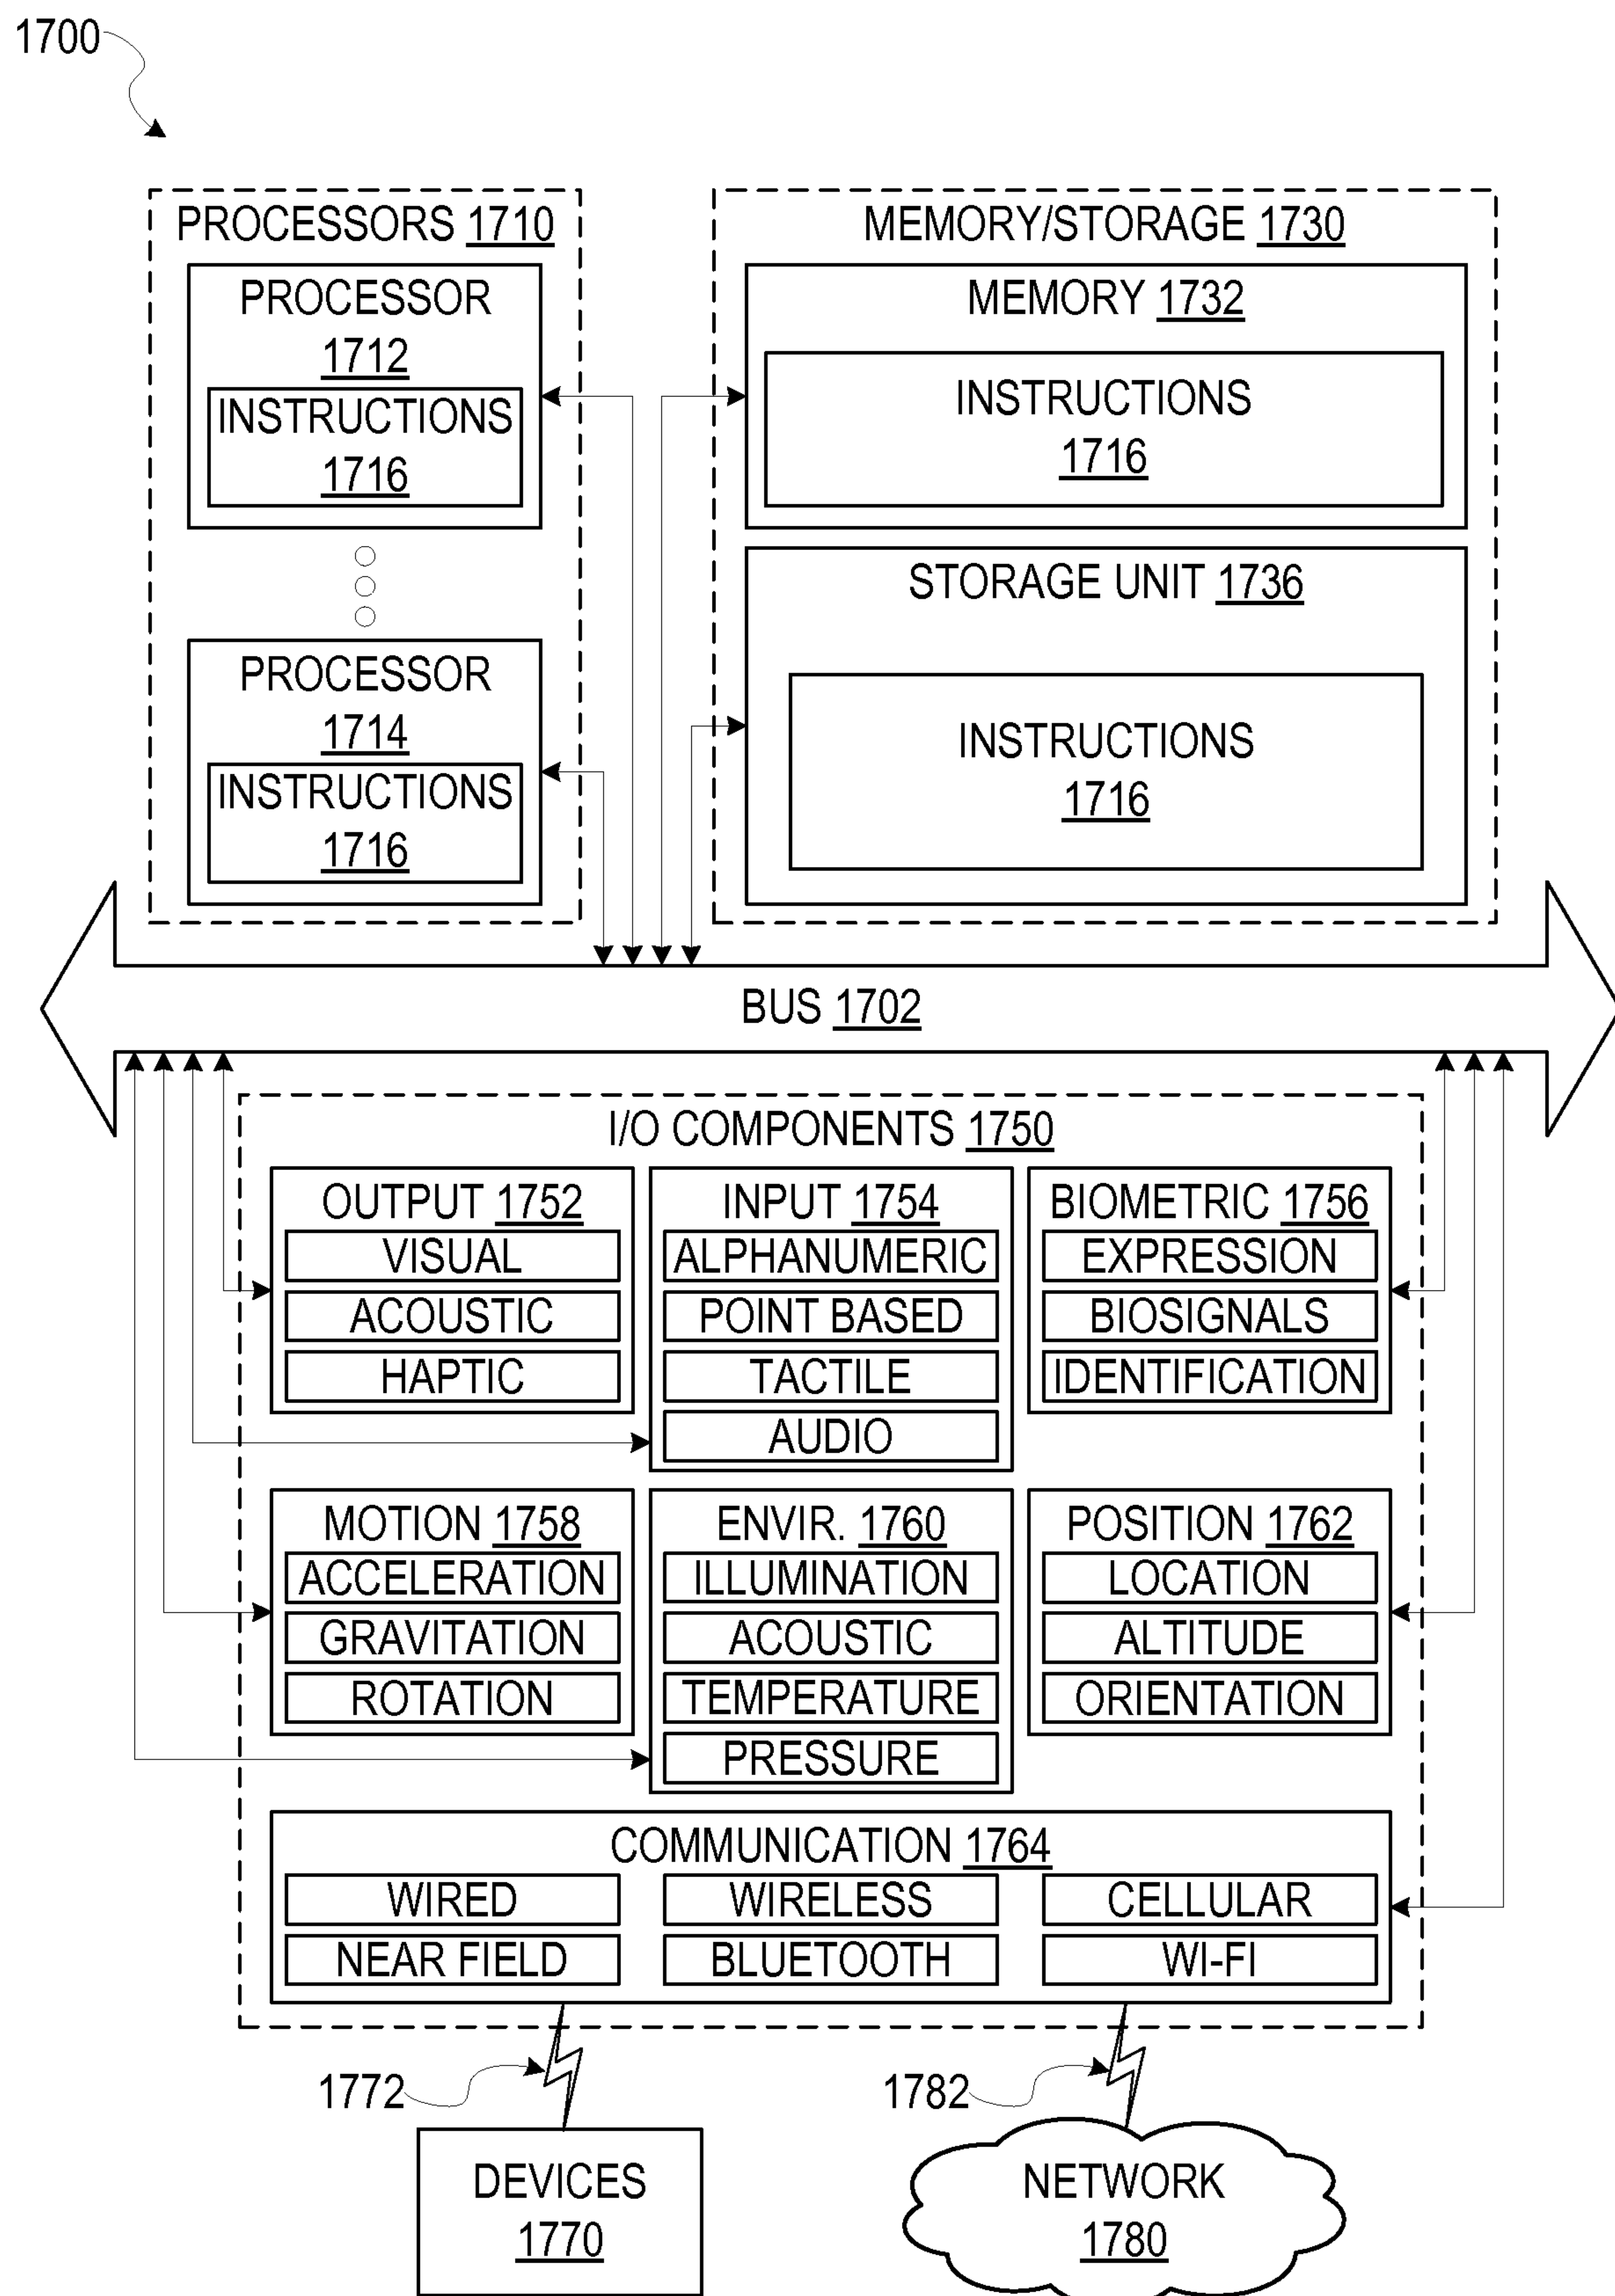 1700
PROCESSORS 1710
PROCESSOR
1712
INSTRUCTIONS
1716
PROCESSOR
1714
INSTRUCTIONS
1716
MEMORY/STORAGE 1730
MEMORY 1732
INSTRUCTIONS
1716
STORAGE UNIT 1736
INSTRUCTIONS
1716
BUS 1702
I/O COMPONENTS 1750
OUTPUT 1752
VISUAL
ACOUSTIC
HAPTIC
INPUT 1754
ALPHANUMERIC
POINT BASED
TACTILE
AUDIO
BIOMETRIC 1756
EXPRESSION
BIOSIGNALS
IDENTIFICATION
MOTION 1758
ACCELERATION
GRAVITATION
ROTATION
ENVIR. 1760
ILLUMINATION
ACOUSTIC
TEMPERATURE
PRESSURE
POSITION 1762
LOCATION
ALTITUDE
ORIENTATION
COMMUNICATION 1764
WIRED
WIRELESS
CELLULAR
NEAR FIELD
BLUETOOTH
WI-FI
1772
1782
DEVICES
1770
NETWORK
1780